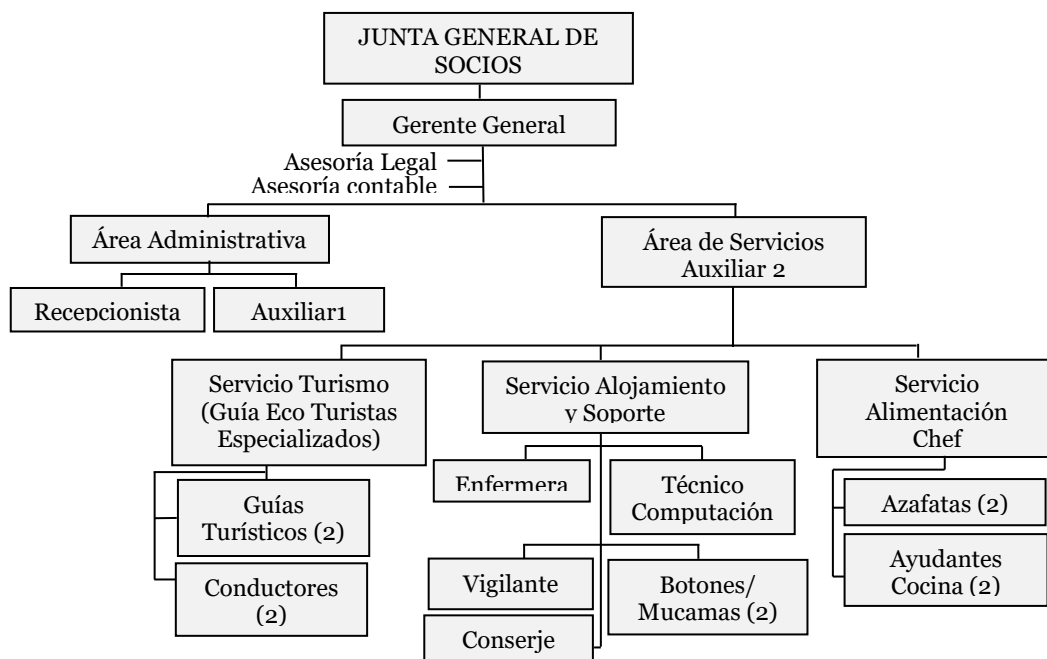 JUNTA GENERAL DE
SOCIOS
Gerente General
Asesoría Legal
Asesoría contable
Área Administrativa
Área de Servicios
Auxiliar 2
Recepcionista
Auxiliar1
Servicio Turismo
(Guía Eco Turistas
Especializados)
Servicio Alojamiento
y Soporte
Servicio
Alimentación
Chef
Enfermera
Técnico
Computación
Guías
Turísticos (2)
Azafatas (2)
Conductores
(2)
Vigilante
Botones/
Mucamas (2)
Ayudantes
Cocina (2)
Conserje